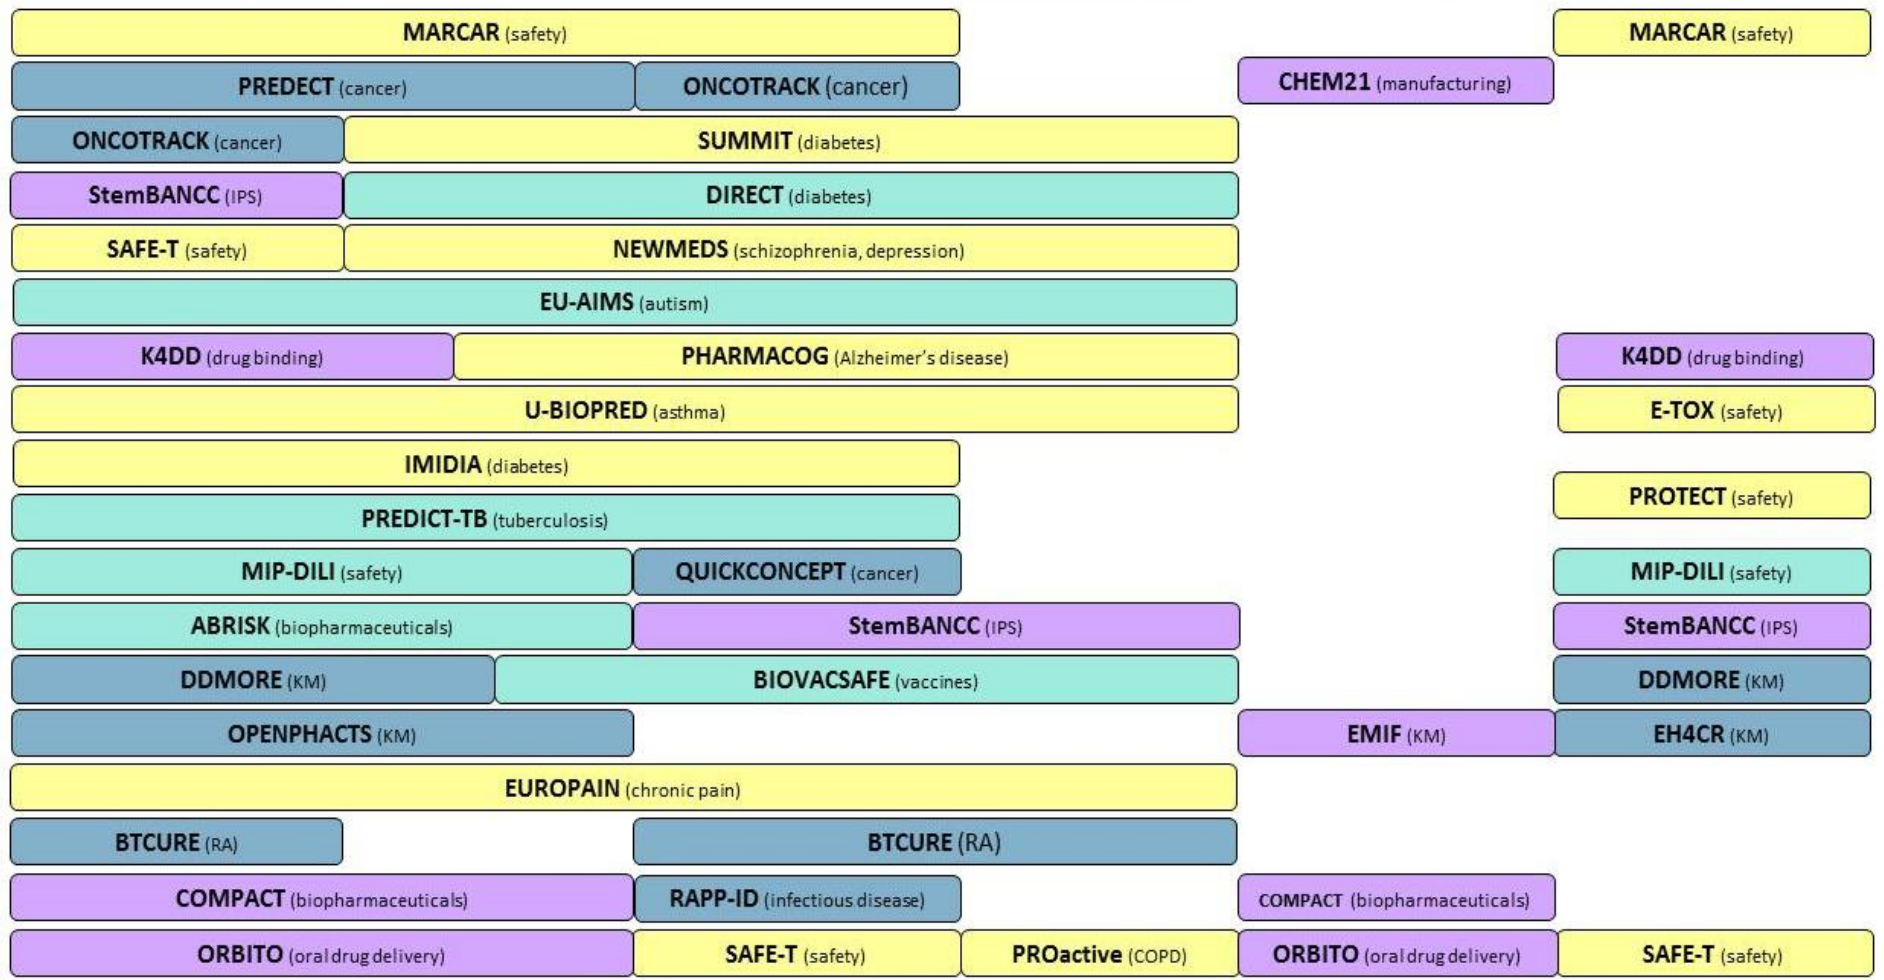 MARCAR (safety) MARCAR (safety)
PREDECT (cancer) ONCOTRACK (cancer) CHEM21 (manufacturing)
ONCOTRACK (cancer) SUMMIT (diabetes)
StemBANCC (IPS) DIRECT (diabetes)
SAFE-T (safety) NEWMEDS (schizophrenia, depression)
EU-AIMS (autism)
K4DD (drug binding) PHARMACOG (Alzheimer's disease) K4DD (drug binding)
U-BIOPRED (asthma) E-TOX (safety)
IMIDIA (diabetes)
PROTECT (safety)
PREDICT-TB (tuberculosis)
MIP-DILI (safety) QUICKCONCEPT (cancer) MIP-DILI (safety)
ABRISK (biopharmaceuticals) StemBANCC (IPS) StemBANCC (IPS)
DDMORE (KM) BIOVACSAFE (vaccines) DDMORE (KM)
OPENPHACTS (KM) EMIF (KM) EH4CR (KM)
EUROPAIN (chronic pain)
BTCURE (RA) BTCURE (RA)
COMPACT (biopharmaceuticals) RAPP-ID (infectious disease) COMPACT (biopharmaceuticals)
ORBITO (oral drug delivery) SAFE-T (safety) PROactive (COPD) ORBITO (oral drug delivery) SAFE-T (safety)